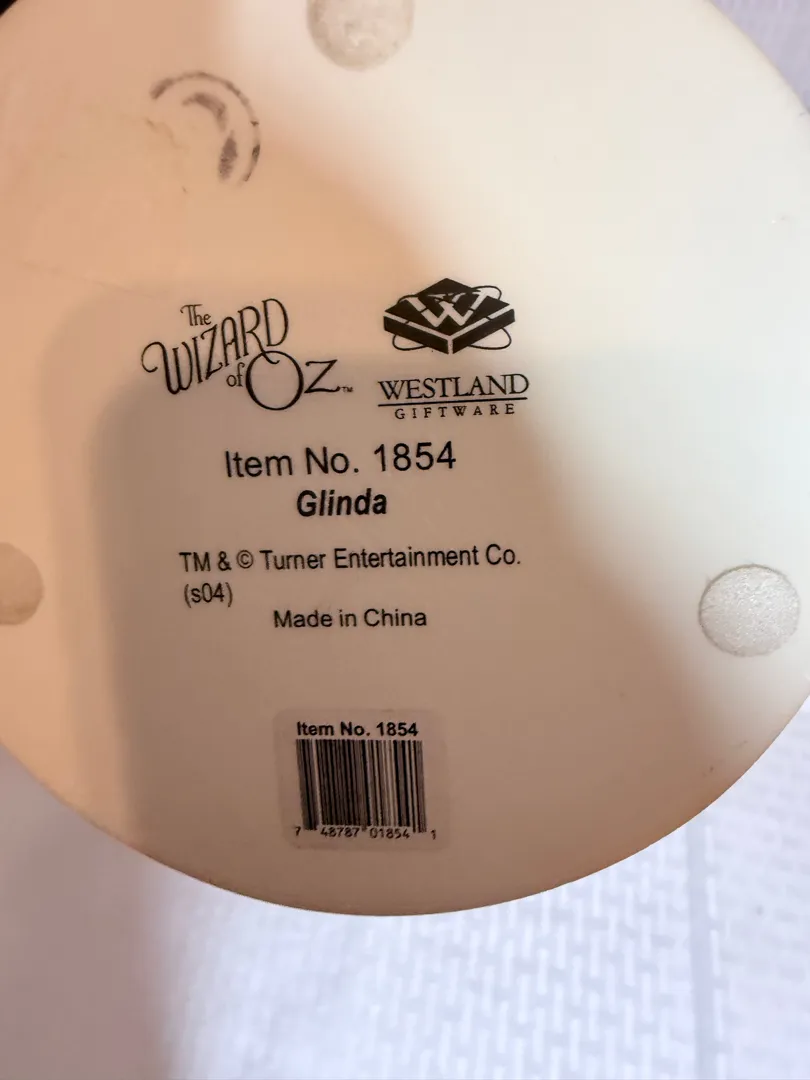 The
WIZARD
of OZ™
WESTLAND
GIFTWARE
Item No. 1854
Glinda
TM & © Turner Entertainment Co.
(s04)
Made in China
Item No. 1854
7 48787 01854 1